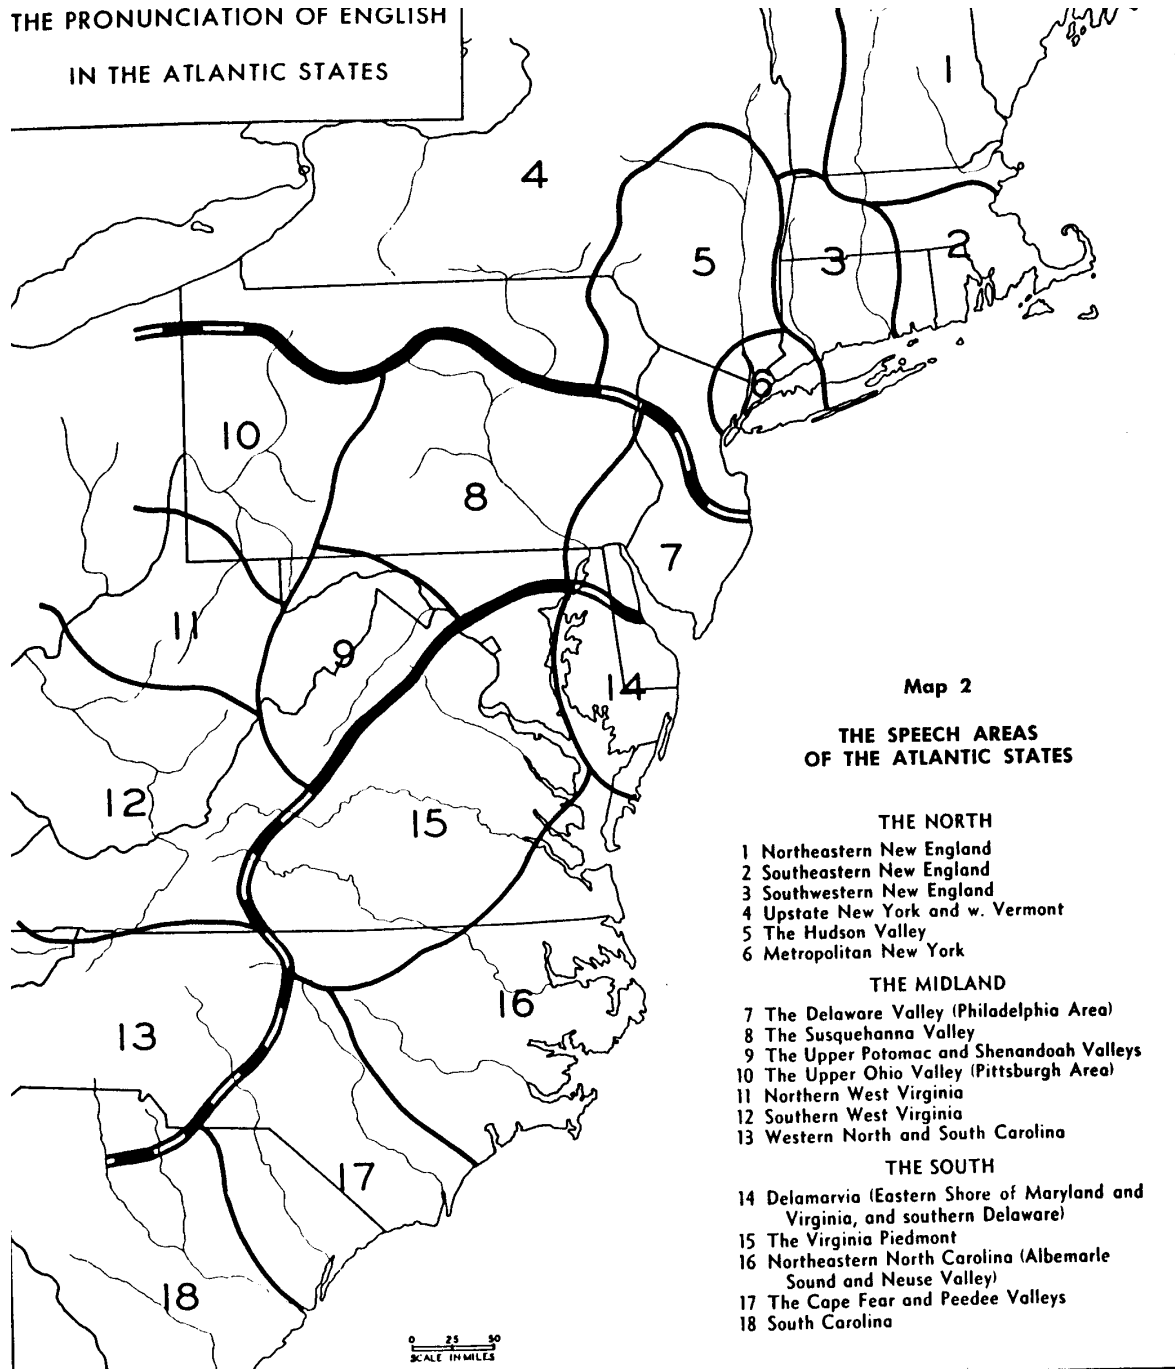 THE PRONUNCIATION OF ENGLISH
IN THE ATLANTIC STATES
1
4
2
5
3
6
10
8
7
11
9
14
12
15
16
13
17
18
Map 2
THE SPEECH AREAS
OF THE ATLANTIC STATES
THE NORTH
1 Northeastern New England
2 Southeastern New England
3 Southwestern New England
4 Upstate New York and w. Vermont
5 The Hudson Valley
6 Metropolitan New York
THE MIDLAND
7 The Delaware Valley (Philadelphia Area)
8 The Susquehanna Valley
9 The Upper Potomac and Shenandoah Valleys
10 The Upper Ohio Valley (Pittsburgh Area)
11 Northern West Virginia
12 Southern West Virginia
13 Western North and South Carolina
THE SOUTH
14 Delamarvia (Eastern Shore of Maryland and
Virginia, and southern Delaware)
15 The Virginia Piedmont
16 Northeastern North Carolina (Albemarle
Sound and Neuse Valley)
17 The Cape Fear and Peedee Valleys
18 South Carolina
0 25 50
SCALE IN MILES